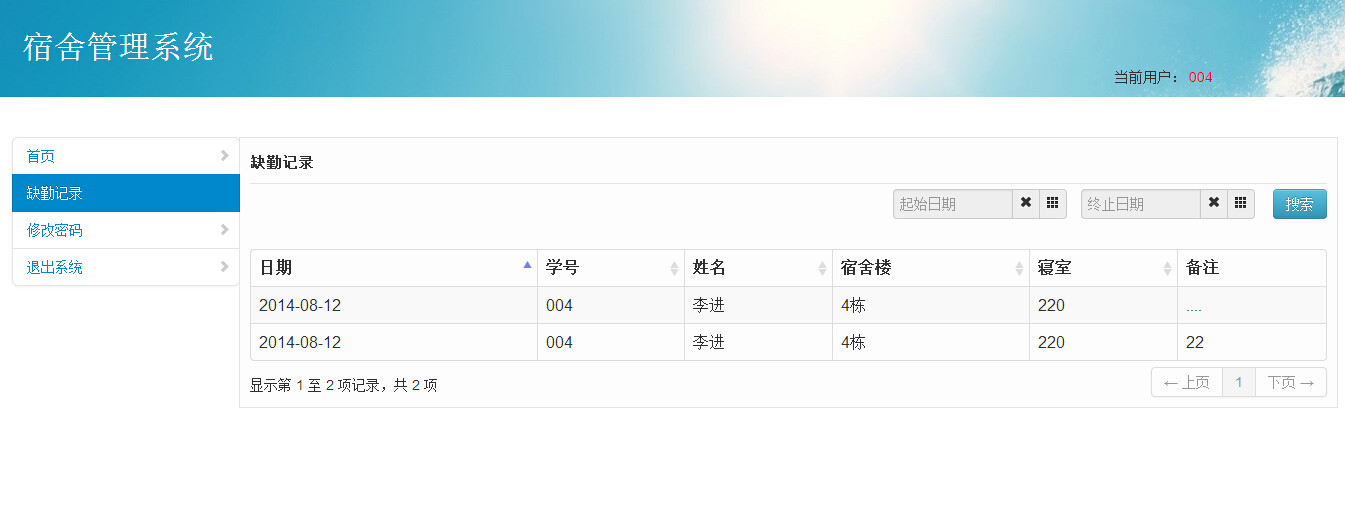 宿舍管理系统
当前用户： 004
首页
缺勤记录
修改密码
退出系统
缺勤记录
起始日期 终止日期 搜索
日期 学号 姓名 宿舍楼 寝室 备注
2014-08-12 004 李进 4栋 220 ....
2014-08-12 004 李进 4栋 220 22
显示第 1 至 2 项记录，共 2 项
← 上页 1 下页 →